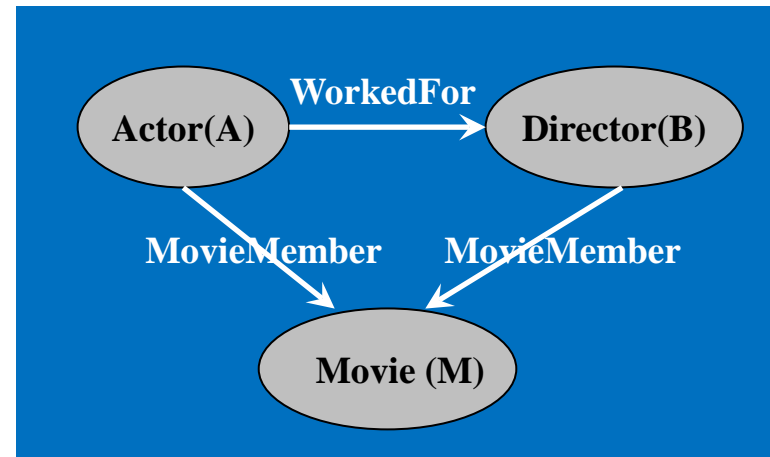 WorkedFor
Actor(A)
Director(B)
MovieMember
MovieMember
Movie (M)